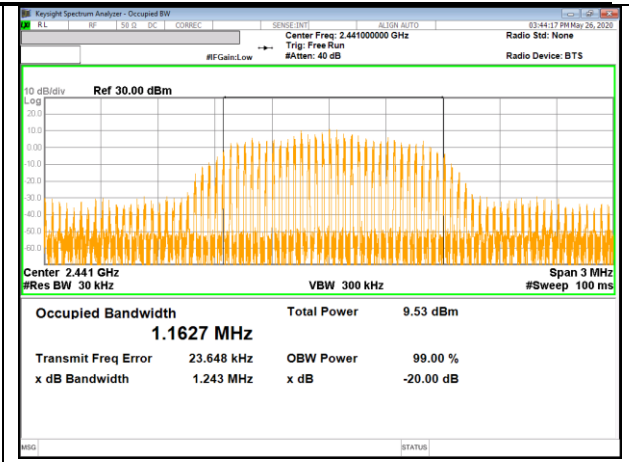 Keysight Spectrum Analyzer - Occupied BW
RL RF 50 Ω DC CORREC SENSE:INT ALIGN AUTO 03:44:17 PM May 26, 2020
Center Freq: 2.441000000 GHz Radio Std: None
Trig: Free Run
#IFGain:Low #Atten: 40 dB Radio Device: BTS
10 dB/div Ref 30.00 dBm
Log
20.0
10.0
0.00
-10.0
-20.0
-30.0
-40.0
-50.0
-60.0
Center 2.441 GHz Span 3 MHz
#Res BW 30 kHz VBW 300 kHz #Sweep 100 ms
Occupied Bandwidth Total Power 9.53 dBm
1.1627 MHz
Transmit Freq Error 23.648 kHz OBW Power 99.00 %
x dB Bandwidth 1.243 MHz x dB -20.00 dB
MSG STATUS